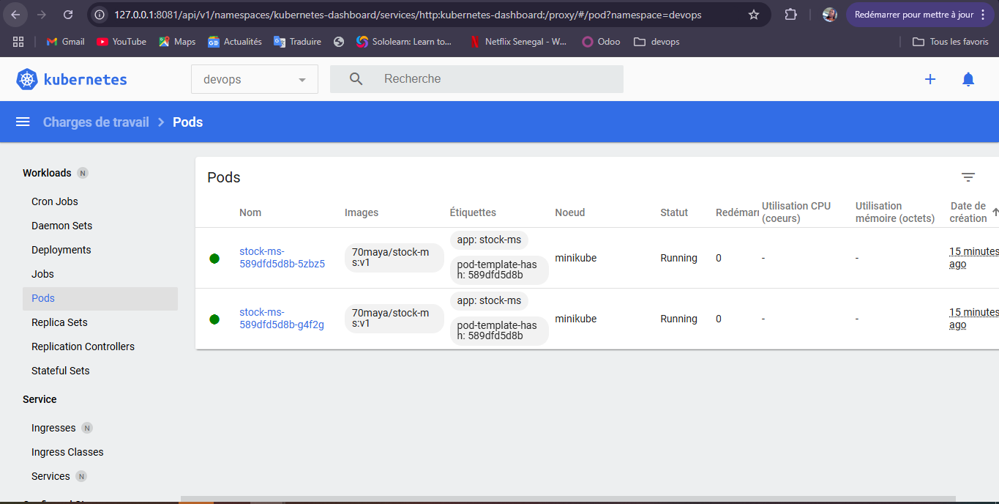 127.0.0.1:8081/api/v1/namespaces/kubernetes-dashboard/services/http:kubernetes-dashboard:/proxy/#/pod?namespace=devops
Redémarrer pour mettre à jour
Gmail
YouTube
Maps
Actualités
Traduire
Sololearn: Learn to...
Netflix Senegal - W...
Odoo
devops
Tous les favoris
kubernetes
devops
Recherche
Charges de travail
Pods
Workloads N
Cron Jobs
Daemon Sets
Deployments
Jobs
Pods
Replica Sets
Replication Controllers
Stateful Sets
Service
Ingresses N
Ingress Classes
Services N
Pods
Nom
Images
Étiquettes
Noeud
Statut
Redémar
Utilisation CPU
(coeurs)
Utilisation
mémoire (octets)
Date de
création
stock-ms-
589dfd5d8b-5zbz5
70maya/stock-m
s:v1
app: stock-ms
pod-template-has
h: 589dfd5d8b
minikube
Running
0
-
-
15 minutes
ago
stock-ms-
589dfd5d8b-g4f2g
70maya/stock-m
s:v1
app: stock-ms
pod-template-has
h: 589dfd5d8b
minikube
Running
0
-
-
15 minutes
ago